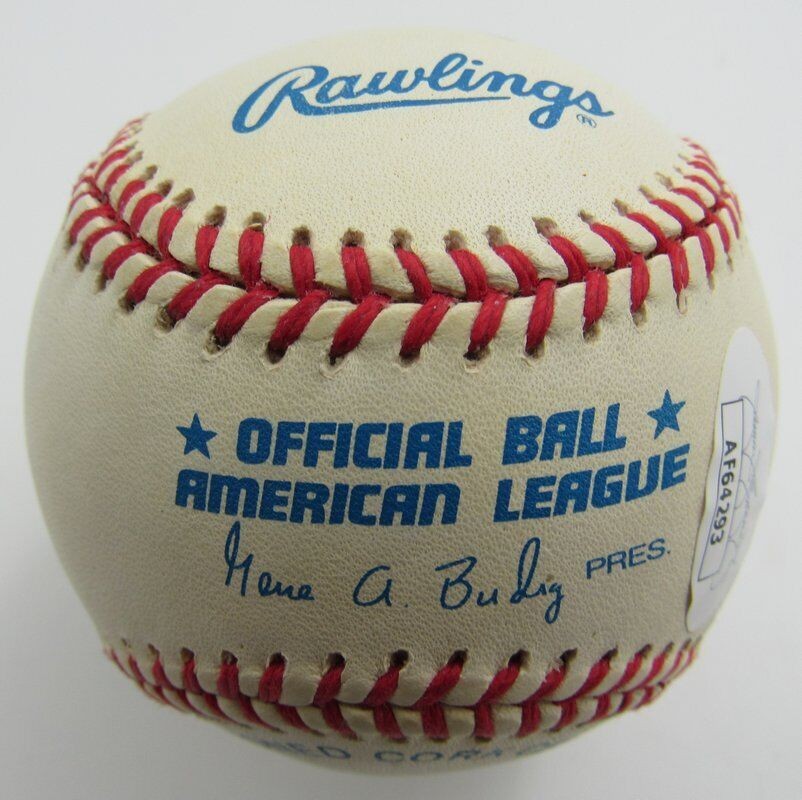 Rawlings®
★ OFFICIAL BALL ★
AMERICAN LEAGUE
Gene A. Budig PRES.
AF64293